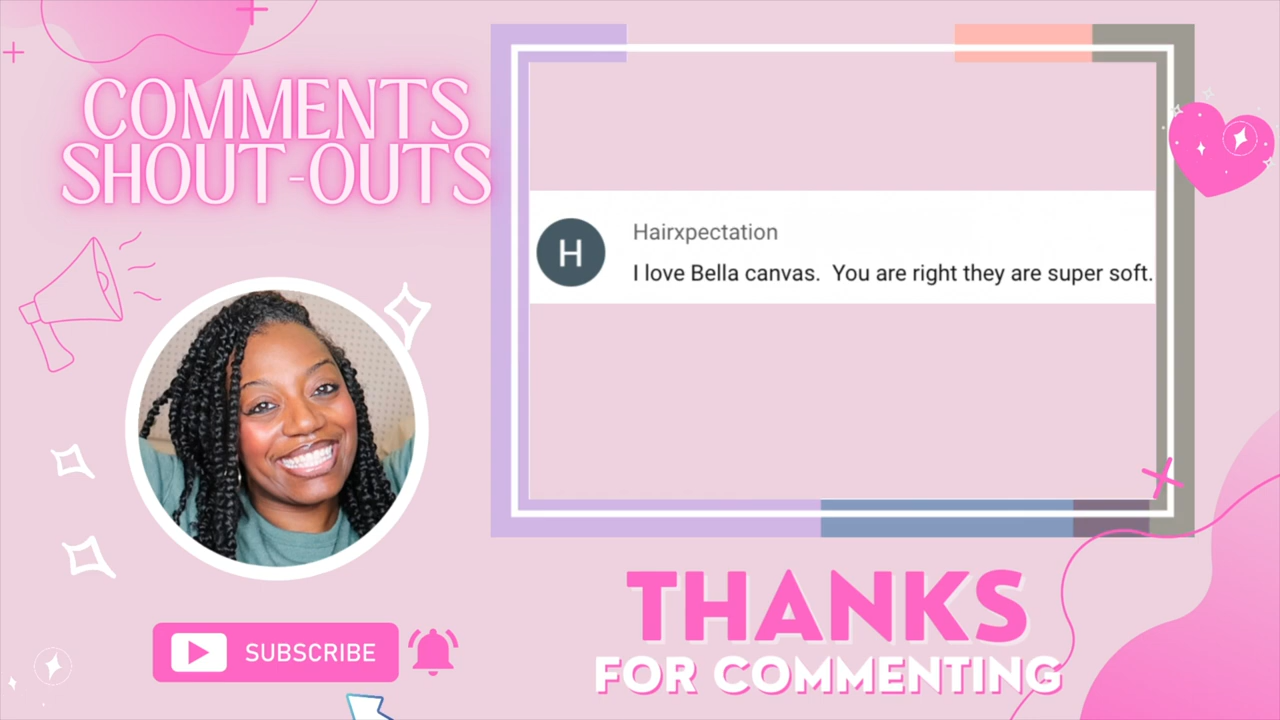 COMMENTS
SHOUT-OUTS
H
Hairxpectation
I love Bella canvas.  You are right they are super soft.
SUBSCRIBE
THANKS
FOR COMMENTING